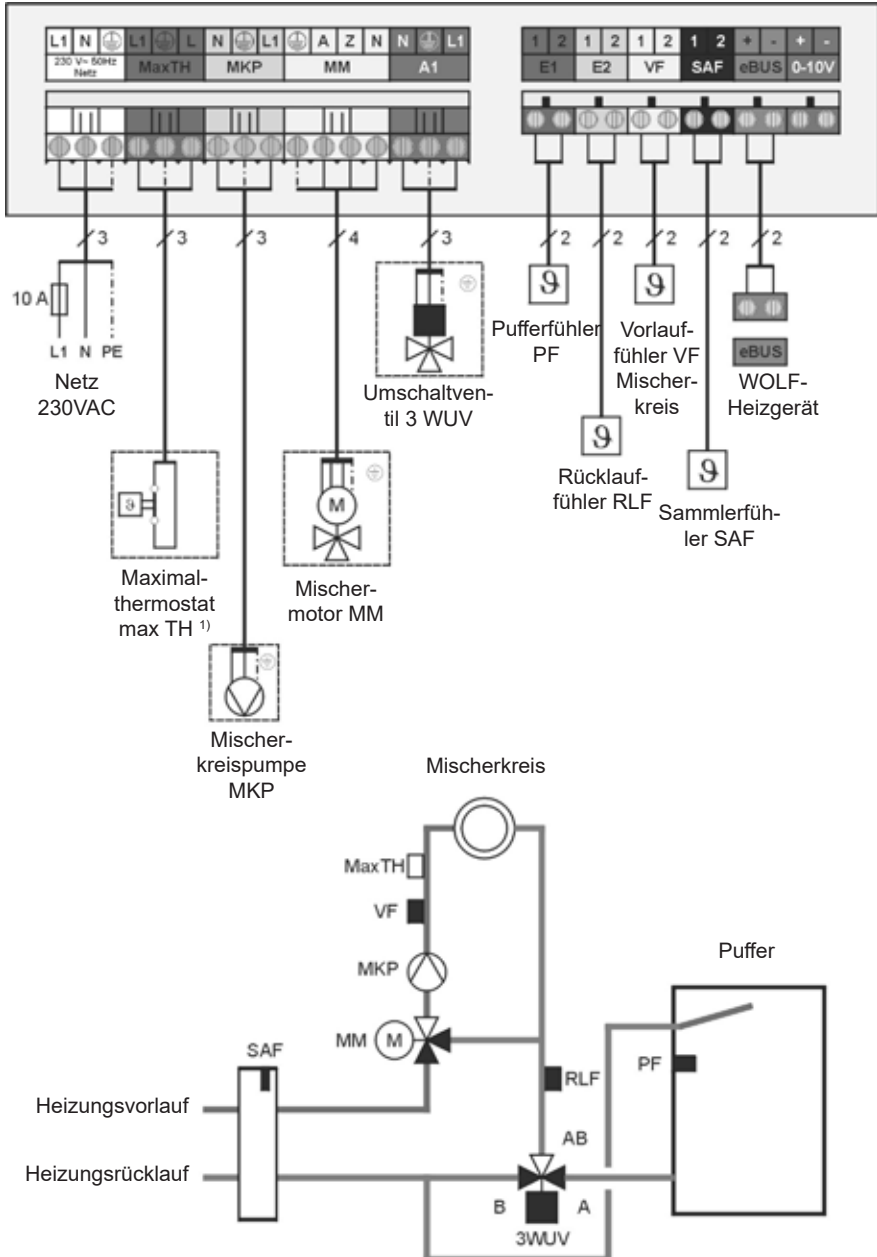 L1 N L1 L N L1 A Z N N L1
230 V~ 50Hz Netz MaxTH MKP MM A1
1 2 1 2 1 2 1 2 + - + -
E1 E2 VF SAF eBUS 0-10V
3 3 3 4 3 2 2 2 2 2
10 A
L1 N PE
Netz
230VAC
Maximal-
thermostat
max TH 1)
Mischer-
kreispumpe
MKP
M
Mischer-
motor MM
Umschaltven-
til 3 WUV
ϑ
Pufferfühler
PF
ϑ
Rücklauf-
fühler RLF
ϑ
Vorlauf-
fühler VF
Mischer-
kreis
ϑ
Sammlerfüh-
ler SAF
eBUS
WOLF-
Heizgerät
ϑ
Mischerkreis
MaxTH
VF
MKP
MM M
SAF
RLF
Puffer
PF
Heizungsvorlauf
Heizungsrücklauf
AB
B A
3WUV